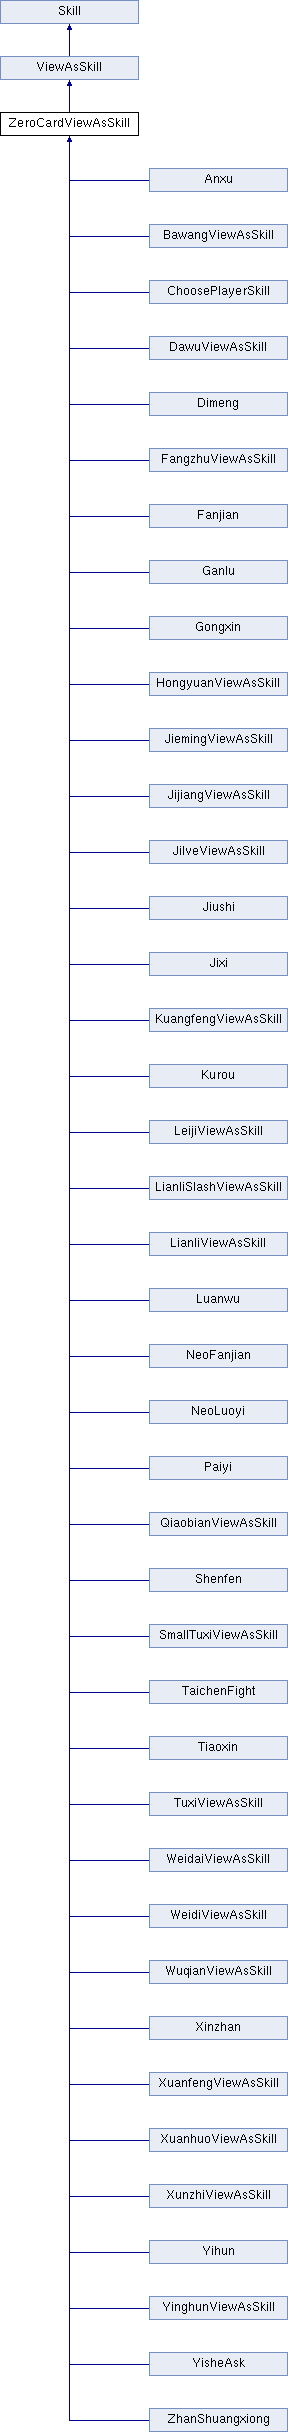 Skill
ViewAsSkill
ZeroCardViewAsSkill
Anxu
BawangViewAsSkill
ChoosePlayerSkill
DawuViewAsSkill
Dimeng
FangzhuViewAsSkill
Fanjian
Ganlu
Gongxin
HongyuanViewAsSkill
JiemingViewAsSkill
JijiangViewAsSkill
JilveViewAsSkill
Jiushi
Jixi
KuangfengViewAsSkill
Kurou
LeijiViewAsSkill
LianliSlashViewAsSkill
LianliViewAsSkill
Luanwu
NeoFanjian
NeoLuoyi
Paiyi
QiaobianViewAsSkill
Shenfen
SmallTuxiViewAsSkill
TaichenFight
Tiaoxin
TuxiViewAsSkill
WeidaiViewAsSkill
WeidiViewAsSkill
WuqianViewAsSkill
Xinzhan
XuanfengViewAsSkill
XuanhuoViewAsSkill
XunzhiViewAsSkill
Yihun
YinghunViewAsSkill
YisheAsk
ZhanShuangxiong